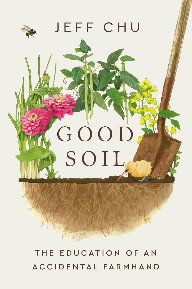 JEFF CHU
GOOD
SOIL
THE EDUCATION OF AN
ACCIDENTAL FARMHAND